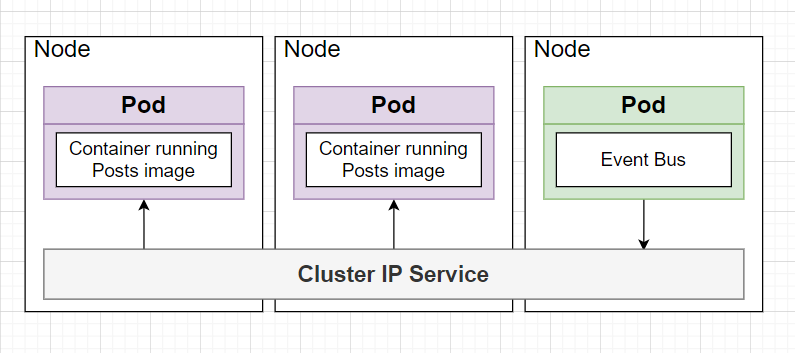 Node
Node
Node
Pod
Pod
Pod
Container running
Posts image
Container running
Posts image
Event Bus
Cluster IP Service